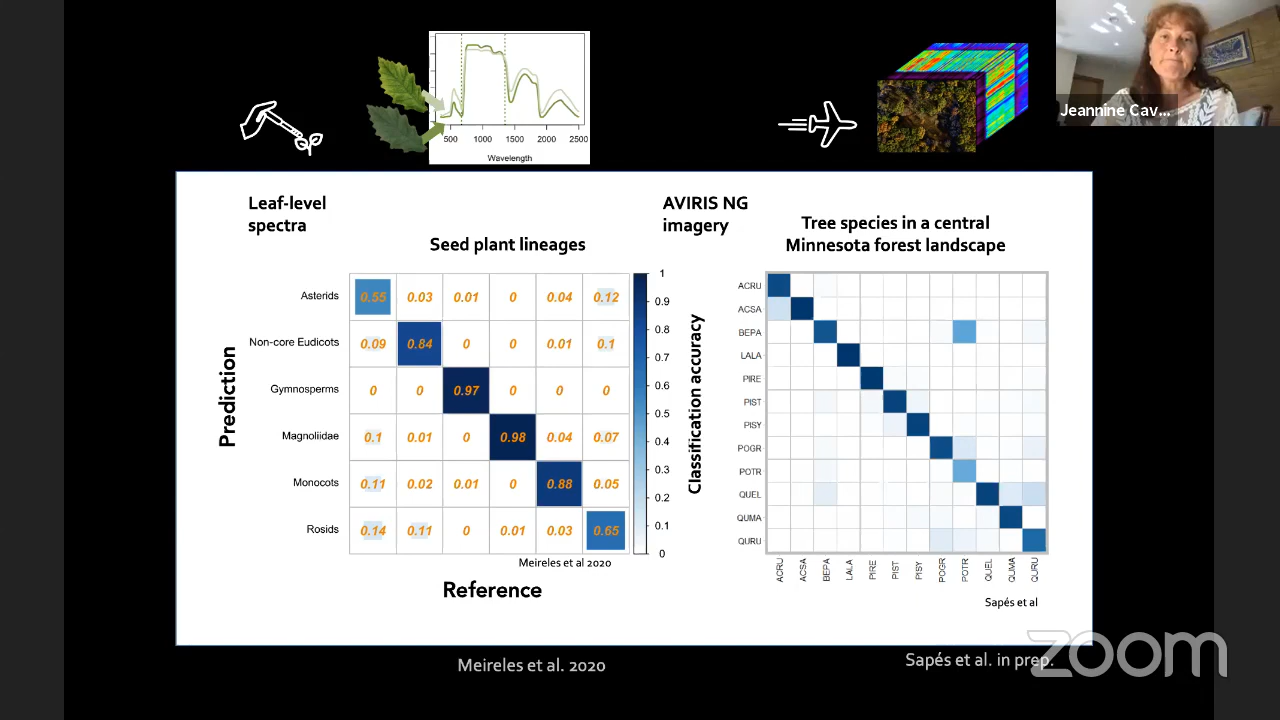 Jeannine Cav...
500 1000 1500 2000 2500
Wavelength
Leaf-level
spectra
Seed plant lineages
AVIRIS NG
imagery
Tree species in a central
Minnesota forest landscape
Prediction
Asterids 0.55 0.03 0.01 0 0.04 0.12
Non-core Eudicots 0.09 0.84 0 0 0.01 0.1
Gymnosperms 0 0 0.97 0 0 0
Magnoliidae 0.1 0.01 0 0.98 0.04 0.07
Monocots 0.11 0.02 0.01 0 0.88 0.05
Rosids 0.14 0.11 0 0.01 0.03 0.65
1
0.9
0.8
0.7
0.6
0.5
0.4
0.3
0.2
0.1
0
Classification accuracy
Meireles et al 2020
Reference
ACRU
ACSA
BEPA
LALA
PIRE
PIST
PISY
POGR
POTR
QUEL
QUMA
QURU
ACRU ACSA BEPA LALA PIRE PIST PISY POGR POTR QUEL QUMA QURU
Sapés et al
Meireles et al. 2020
Sapés et al. in prep.
zoom